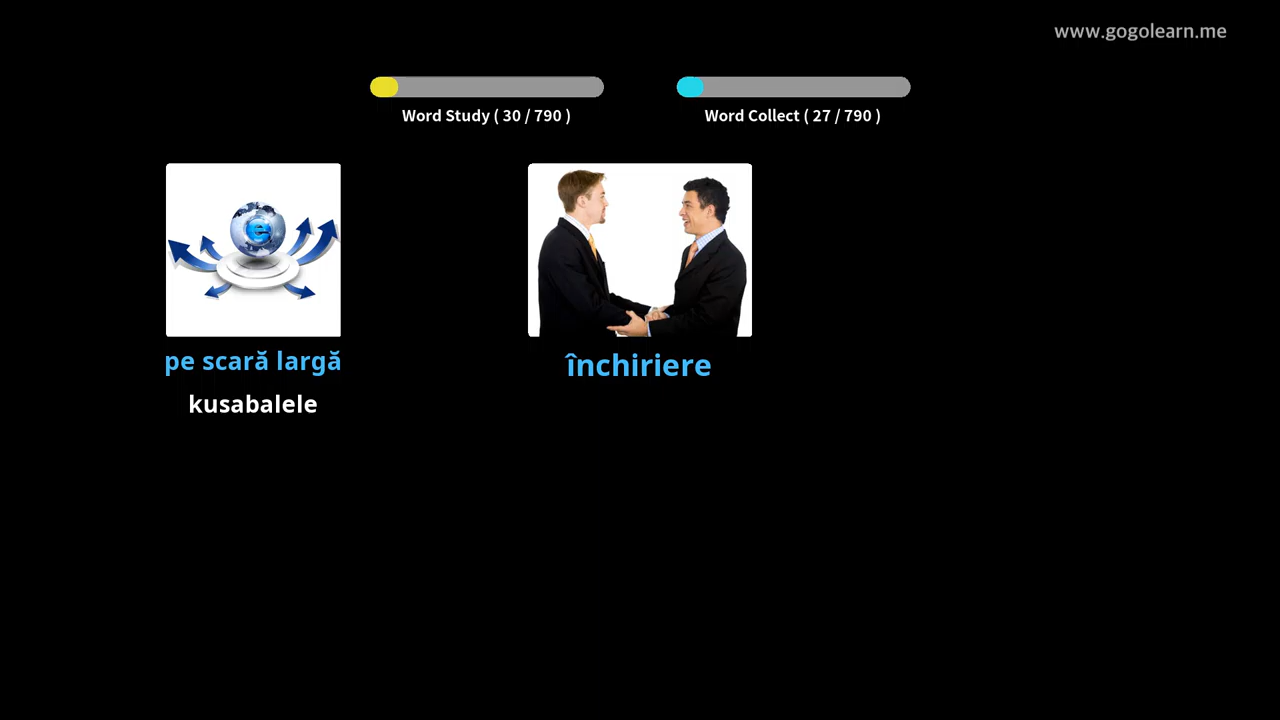 www.gogolearn.me
Word Study ( 30 / 790 )
Word Collect ( 27 / 790 )
e
pe scară largă
kusabalele
închiriere